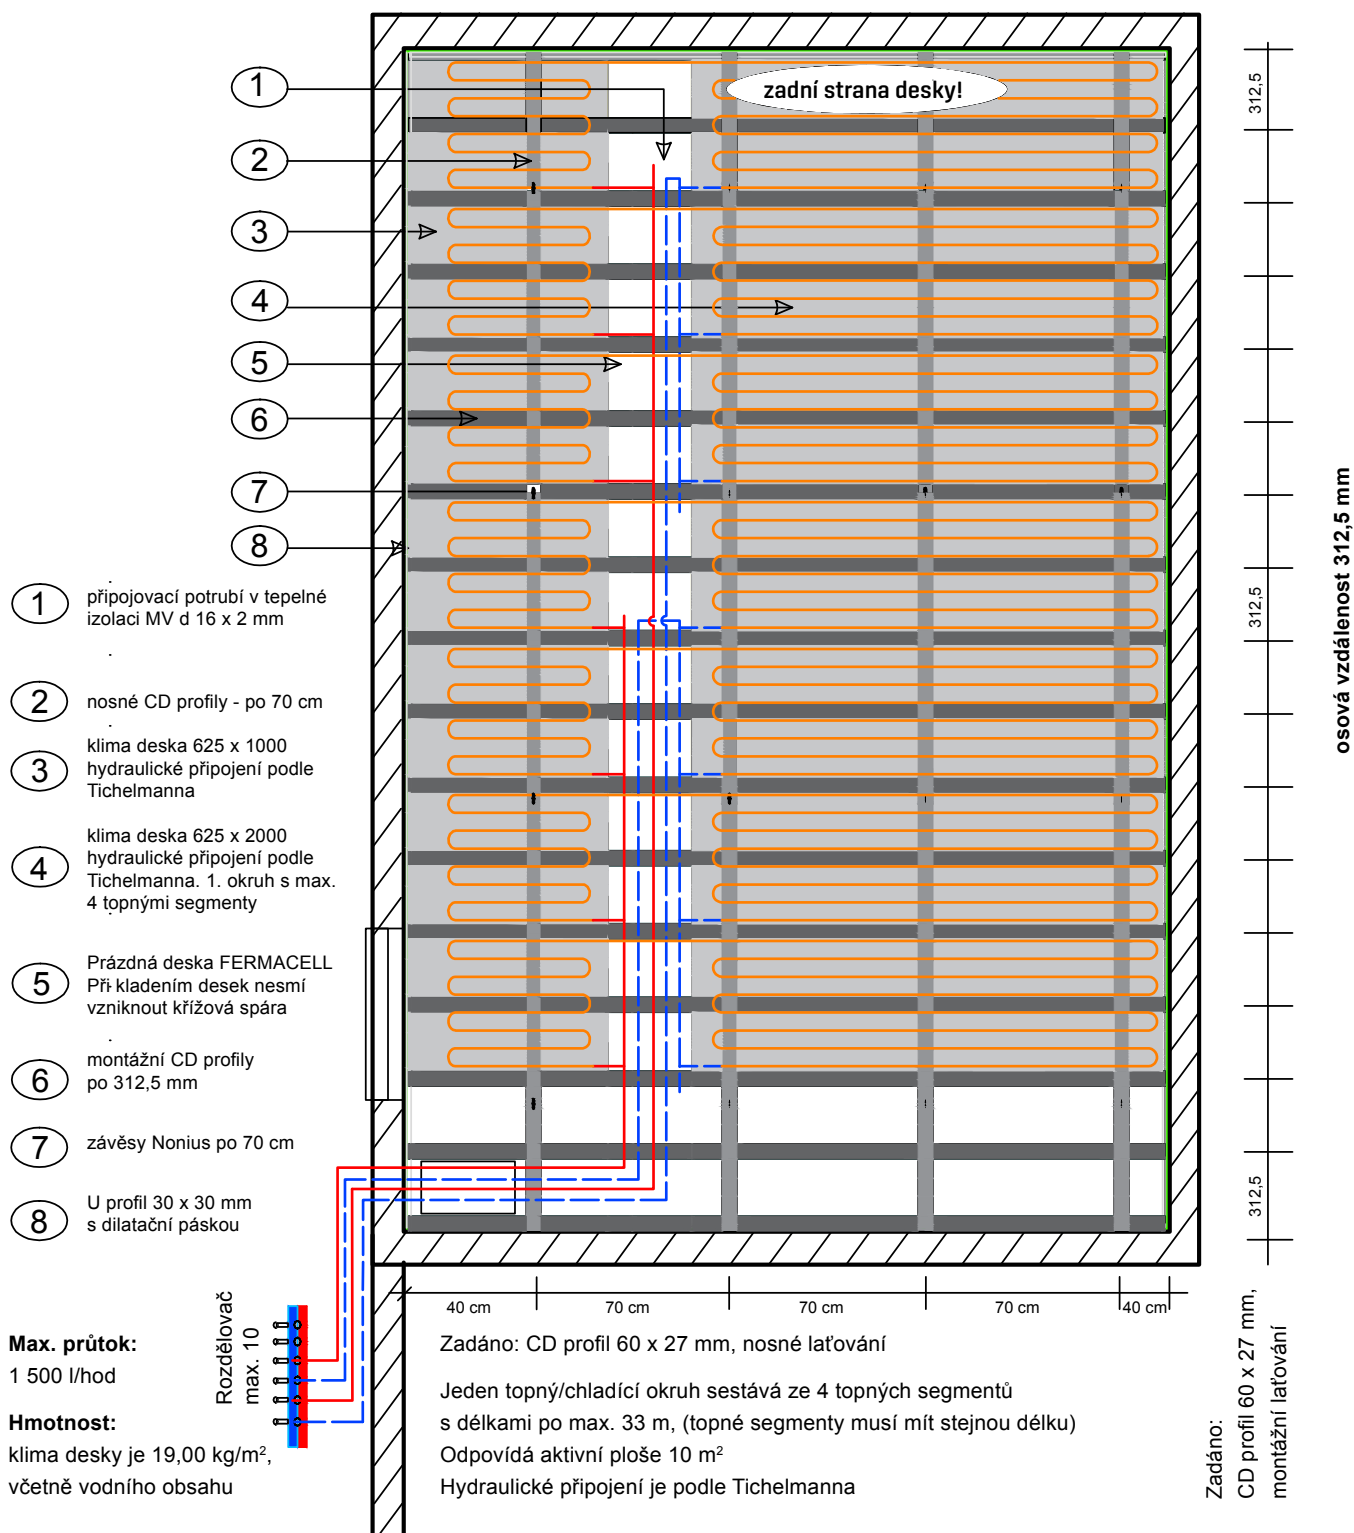 1
zadní strana desky!
2
3
4
5
6
7
8
1
připojovací potrubí v tepelné
izolaci MV d 16 x 2 mm
2
nosné CD profily - po 70 cm
3
klima deska 625 x 1000
hydraulické připojení podle
Tichelmanna
4
klima deska 625 x 2000
hydraulické připojení podle
Tichelmanna. 1. okruh s max.
4 topnými segmenty
5
Prázdná deska FERMACELL
Při kladením desek nesmí
vzniknout křížová spára
6
montážní CD profily
po 312,5 mm
7
závěsy Nonius po 70 cm
8
U profil 30 x 30 mm
s dilatační páskou
312,5
312,5
312,5
osová vzdálenost 312,5 mm
40 cm
70 cm
70 cm
70 cm
40 cm
Max. průtok:
1 500 l/hod
Hmotnost:
klima desky je 19,00 kg/m²,
včetně vodního obsahu
Rozdělovač
max. 10
Zadáno: CD profil 60 x 27 mm, nosné laťování
Jeden topný/chladící okruh sestává ze 4 topných segmentů
s délkami po max. 33 m, (topné segmenty musí mít stejnou délku)
Odpovídá aktivní ploše 10 m²
Hydraulické připojení je podle Tichelmanna
Zadáno:
CD profil 60 x 27 mm,
montážní laťování